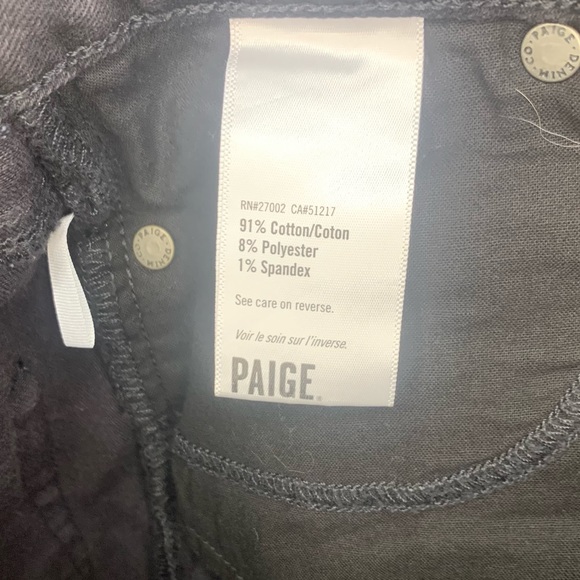 PAIGE · DENIM · CO ·
RN#27002 CA#51217
91% Cotton/Coton
8% Polyester
1% Spandex
See care on reverse.
Voir le soin sur l'inverse.
PAIGE®
PAIGE · DENIM · CO ·